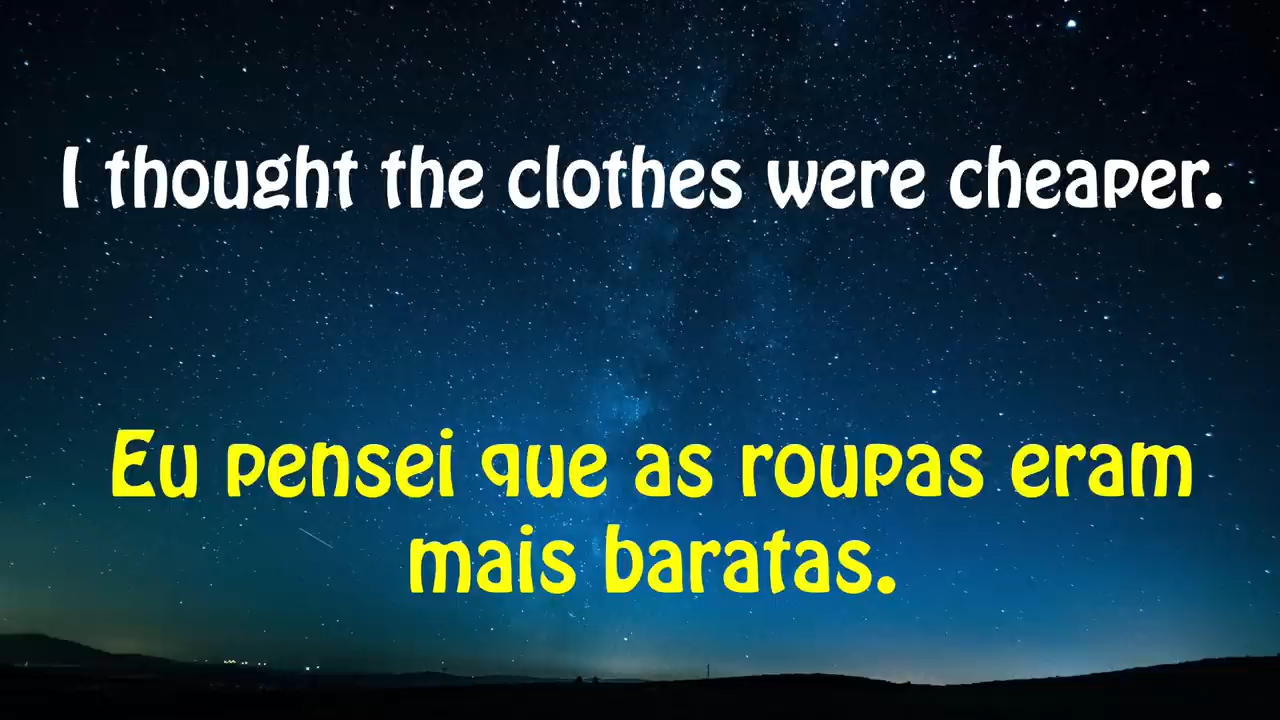 I thought the clothes were cheaper.
Eu pensei que as roupas eram
mais baratas.